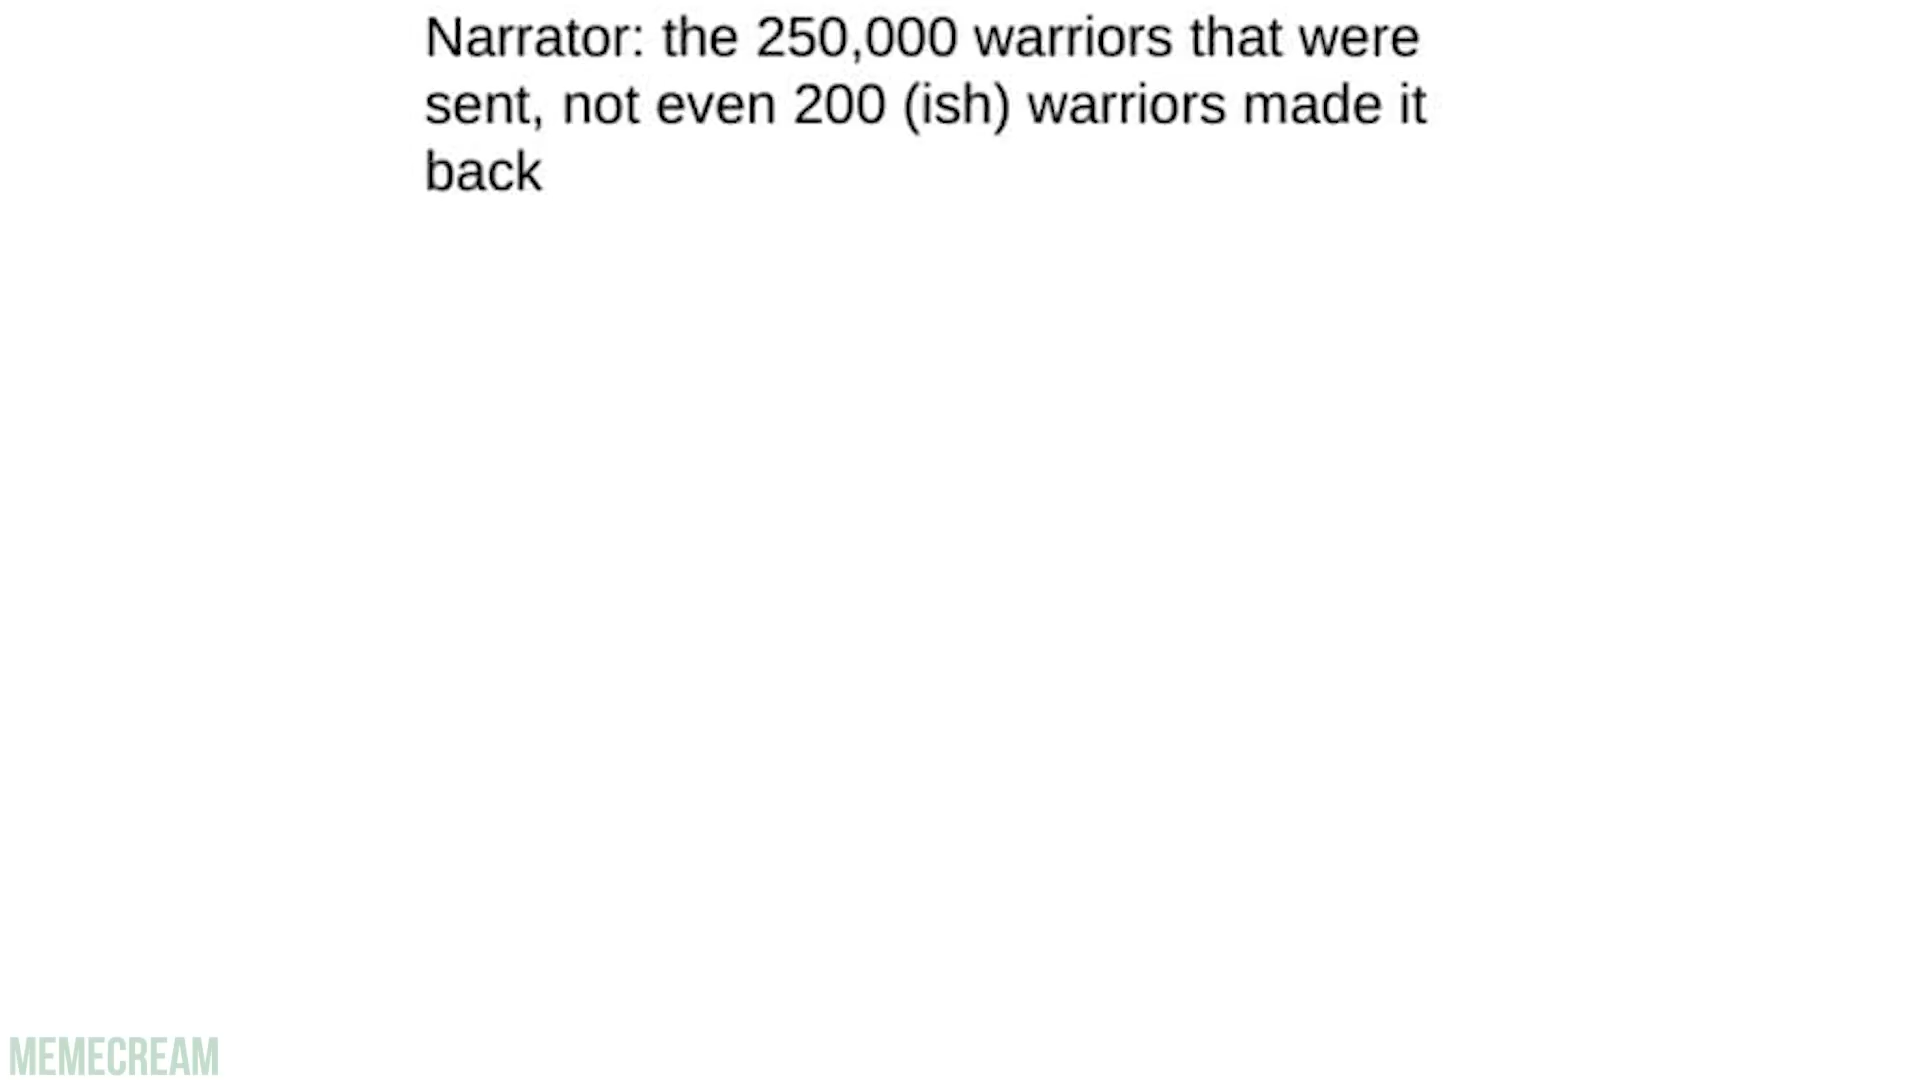 Narrator: the 250,000 warriors that were
sent, not even 200 (ish) warriors made it
back
MEMECREAM